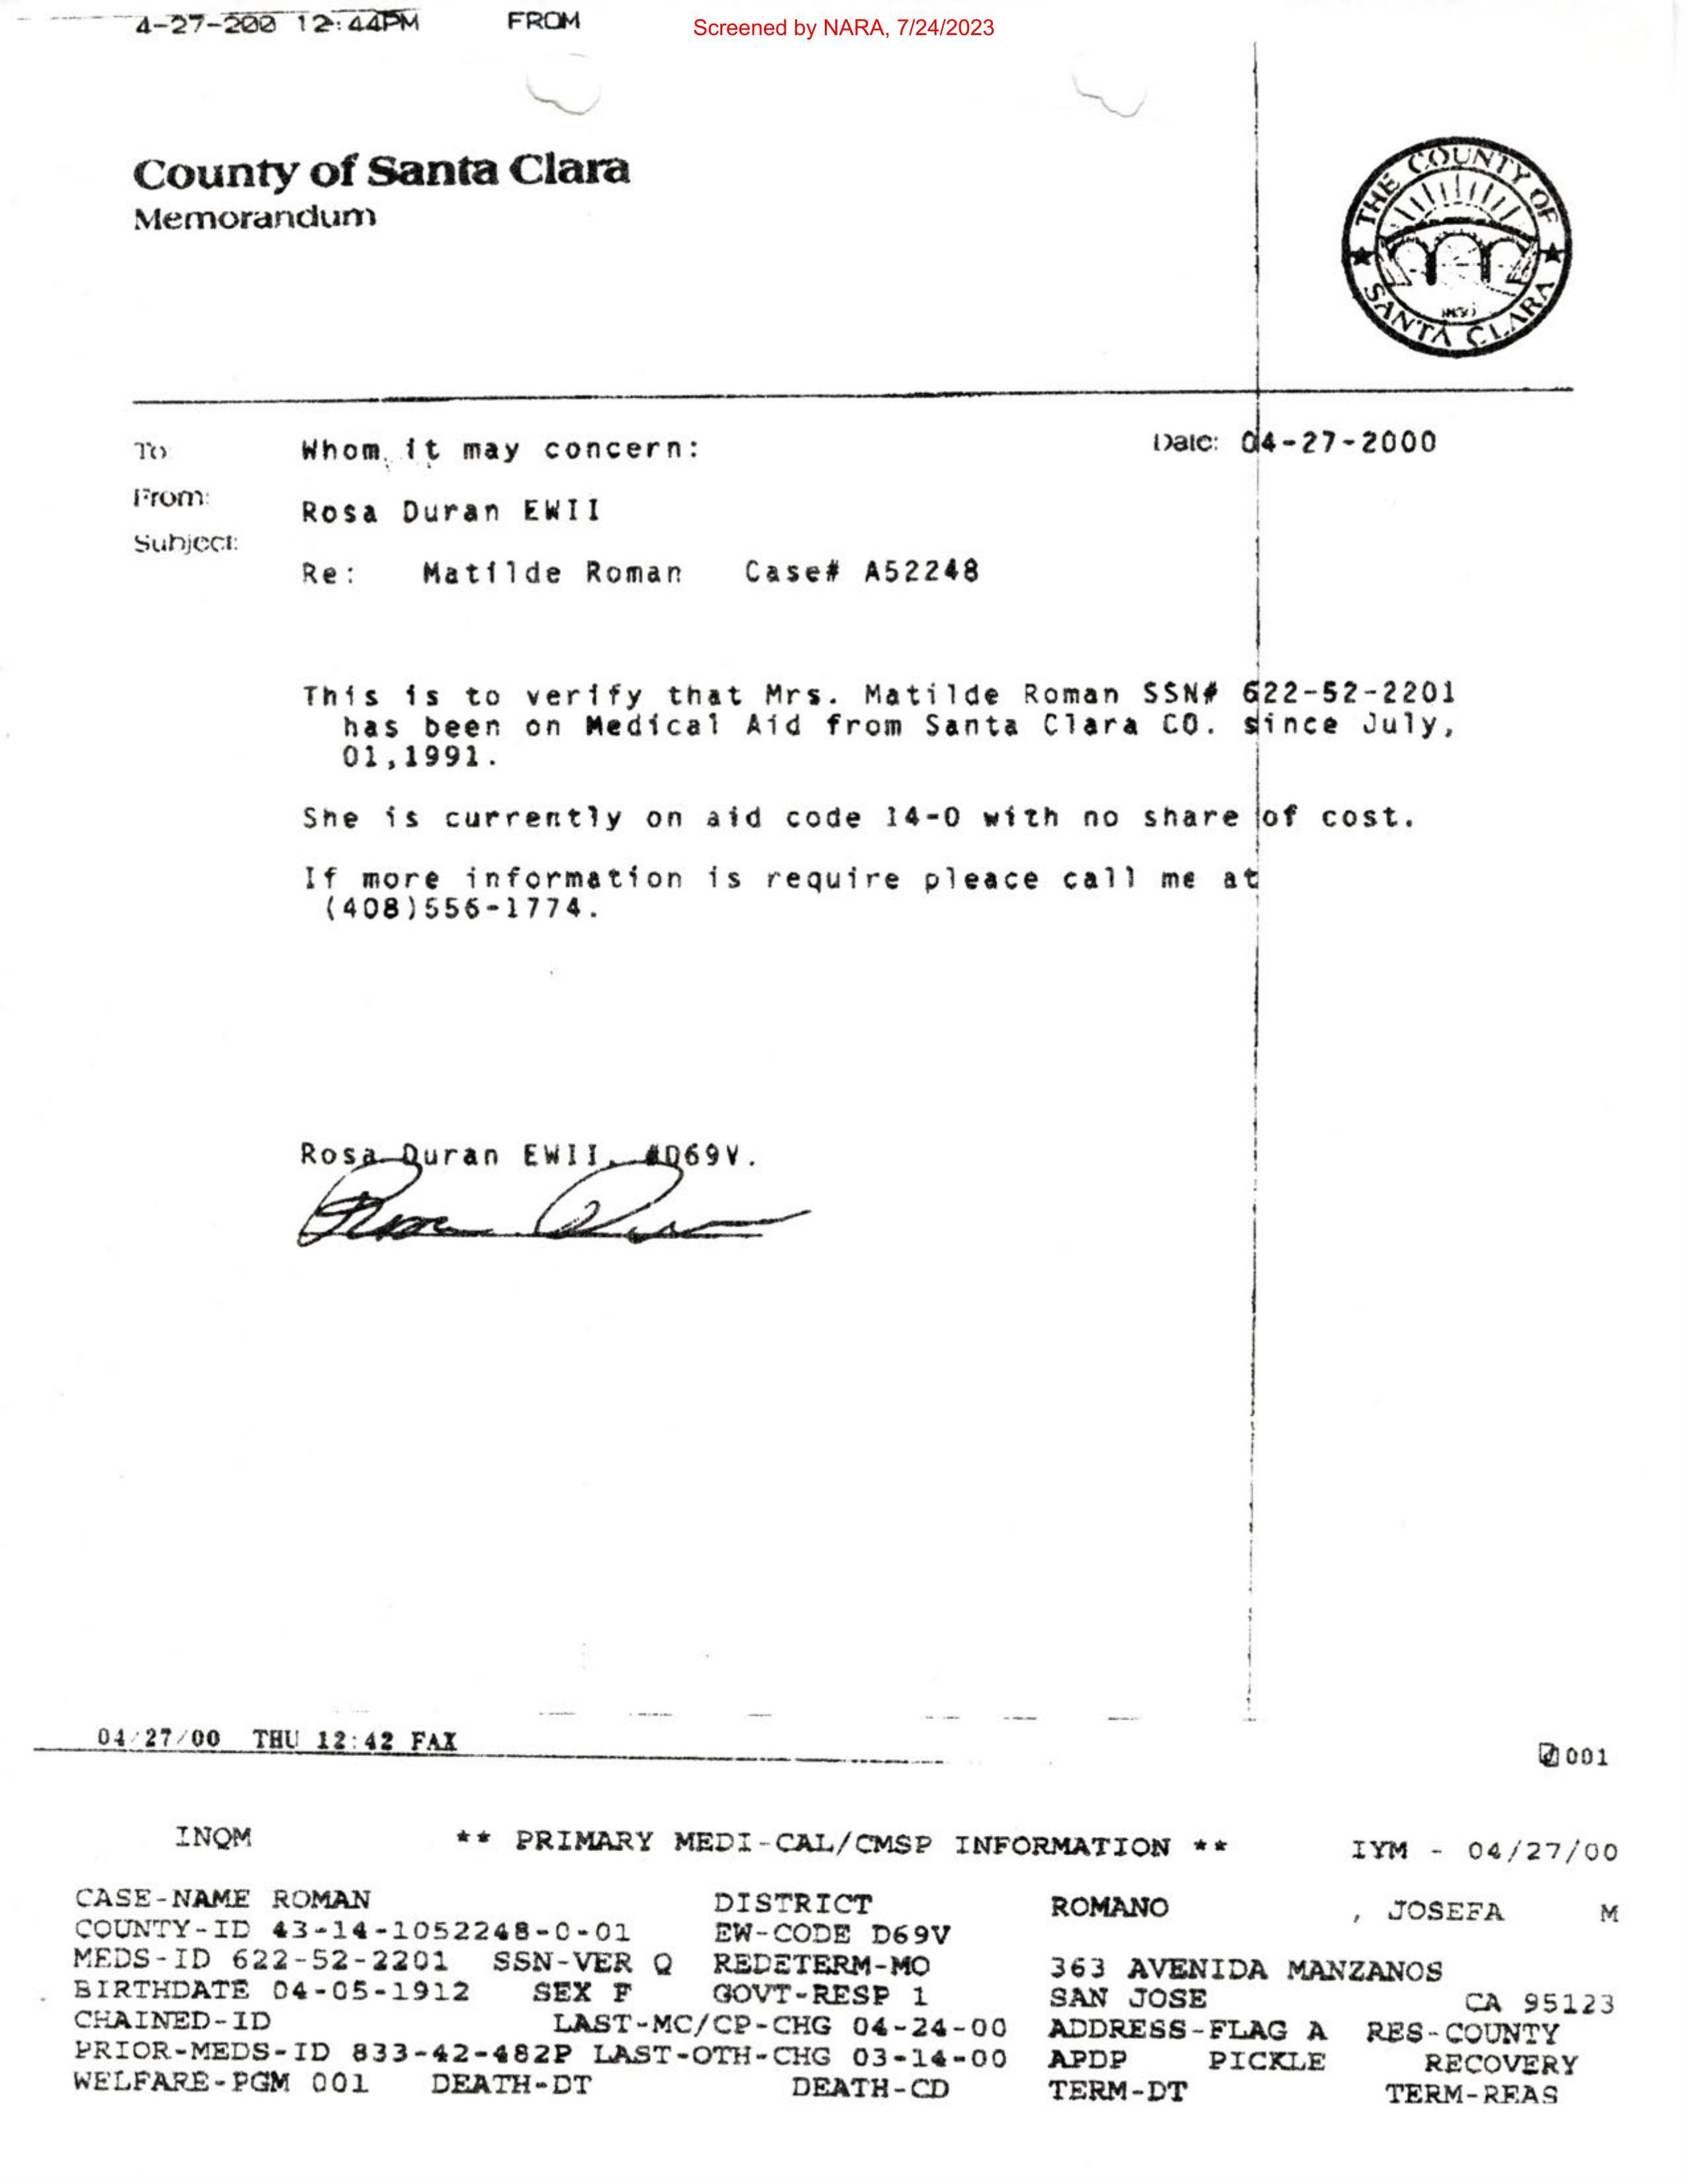 4-27-200 12:44PM FROM
Screened by NARA, 7/24/2023
County of Santa Clara
Memorandum
THE COUNTY OF
SANTA CLARA
To: Whom it may concern: Date: 04-27-2000
From: Rosa Duran EWII
Subject:
Re: Matilde Roman Case# A52248
This is to verify that Mrs. Matilde Roman SSN# 622-52-2201
has been on Medical Aid from Santa Clara CO. since July,
01,1991.
She is currently on aid code 14-0 with no share of cost.
If more information is require pleace call me at
(408)556-1774.
Rosa Duran EWII. #D69V.
04/27/00 THU 12:42 FAX
001
INQM ** PRIMARY MEDI-CAL/CMSP INFORMATION ** IYM - 04/27/00
CASE-NAME ROMAN DISTRICT ROMANO , JOSEFA M
COUNTY-ID 43-14-1052248-0-01 EW-CODE D69V
MEDS-ID 622-52-2201 SSN-VER Q REDETERM-MO 363 AVENIDA MANZANOS
BIRTHDATE 04-05-1912 SEX F GOVT-RESP 1 SAN JOSE CA 95123
CHAINED-ID LAST-MC/CP-CHG 04-24-00 ADDRESS-FLAG A RES-COUNTY
PRIOR-MEDS-ID 833-42-482P LAST-OTH-CHG 03-14-00 APDP PICKLE RECOVERY
WELFARE-PGM 001 DEATH-DT DEATH-CD TERM-DT TERM-REAS